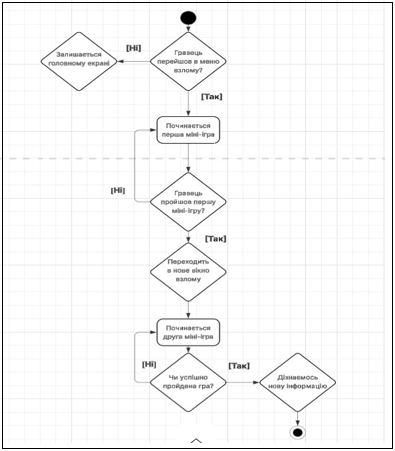 Гравець
перейшов в меню
взлому?
[Ні]
Залишається
головному екрані
[Так]
Починається
перша міні-ігра
[Ні]
Гравець
пройшов першу
міні-ігру?
[Так]
Переходить
в нове вікно
взлому
Починається
друга міні-ігра
[Ні]
Чи успішно
пройдена гра?
[Так]
Дізнаємось
нову інформацію